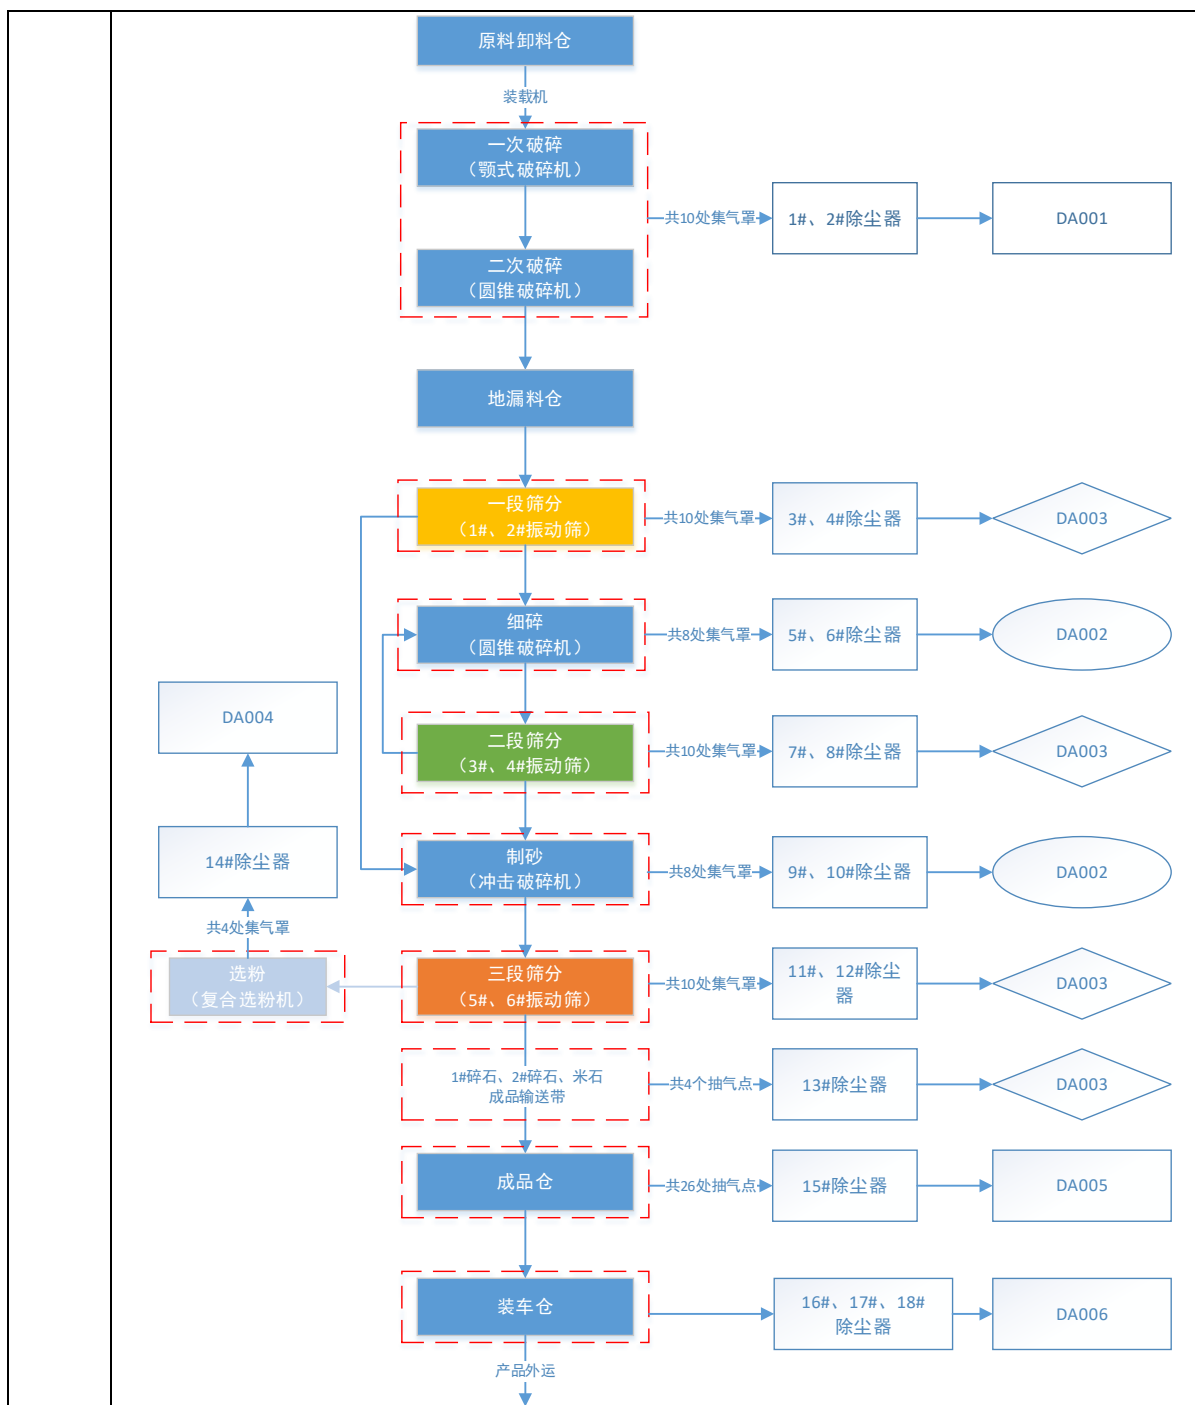 原料卸料仓
装载机
一次破碎
（颚式破碎机）
共10处集气罩
1#、2#除尘器
DA001
二次破碎
（圆锥破碎机）
地漏料仓
一段筛分
（1#、2#振动筛）
共10处集气罩
3#、4#除尘器
DA003
细碎
（圆锥破碎机）
共8处集气罩
5#、6#除尘器
DA002
DA004
二段筛分
（3#、4#振动筛）
共10处集气罩
7#、8#除尘器
DA003
14#除尘器
制砂
（冲击破碎机）
共8处集气罩
9#、10#除尘器
DA002
共4处集气罩
选粉
（复合选粉机）
三段筛分
（5#、6#振动筛）
共10处集气罩
11#、12#除尘
器
DA003
1#碎石、2#碎石、米石
成品输送带
共4个抽气点
13#除尘器
DA003
成品仓
共26处抽气点
15#除尘器
DA005
装车仓
16#、17#、18#
除尘器
DA006
产品外运